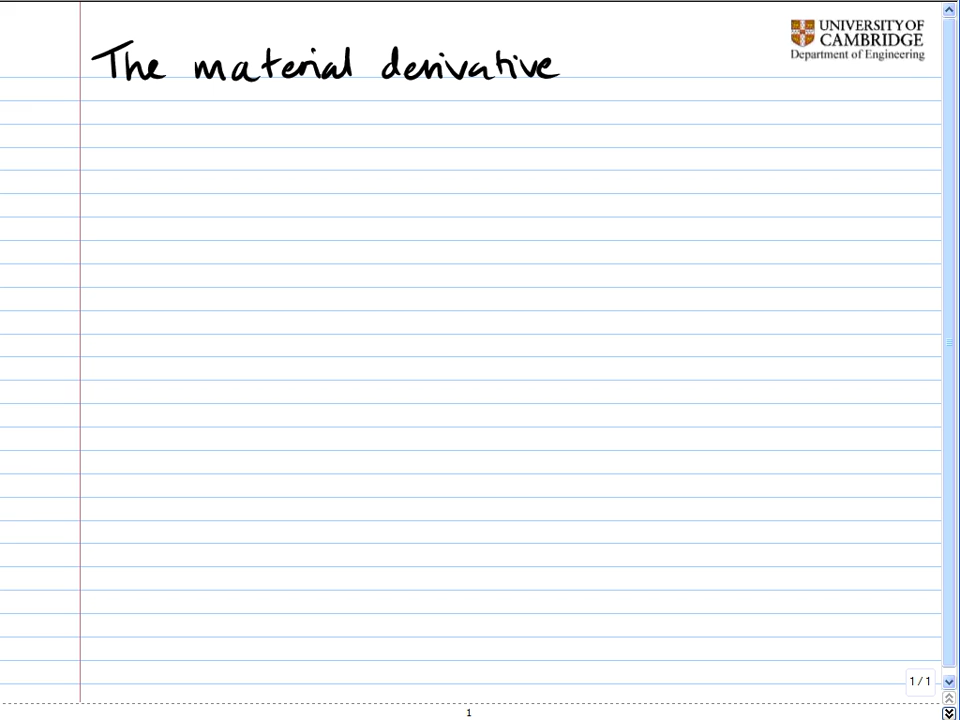 The material derivative
UNIVERSITY OF
CAMBRIDGE
Department of Engineering
1 / 1
1